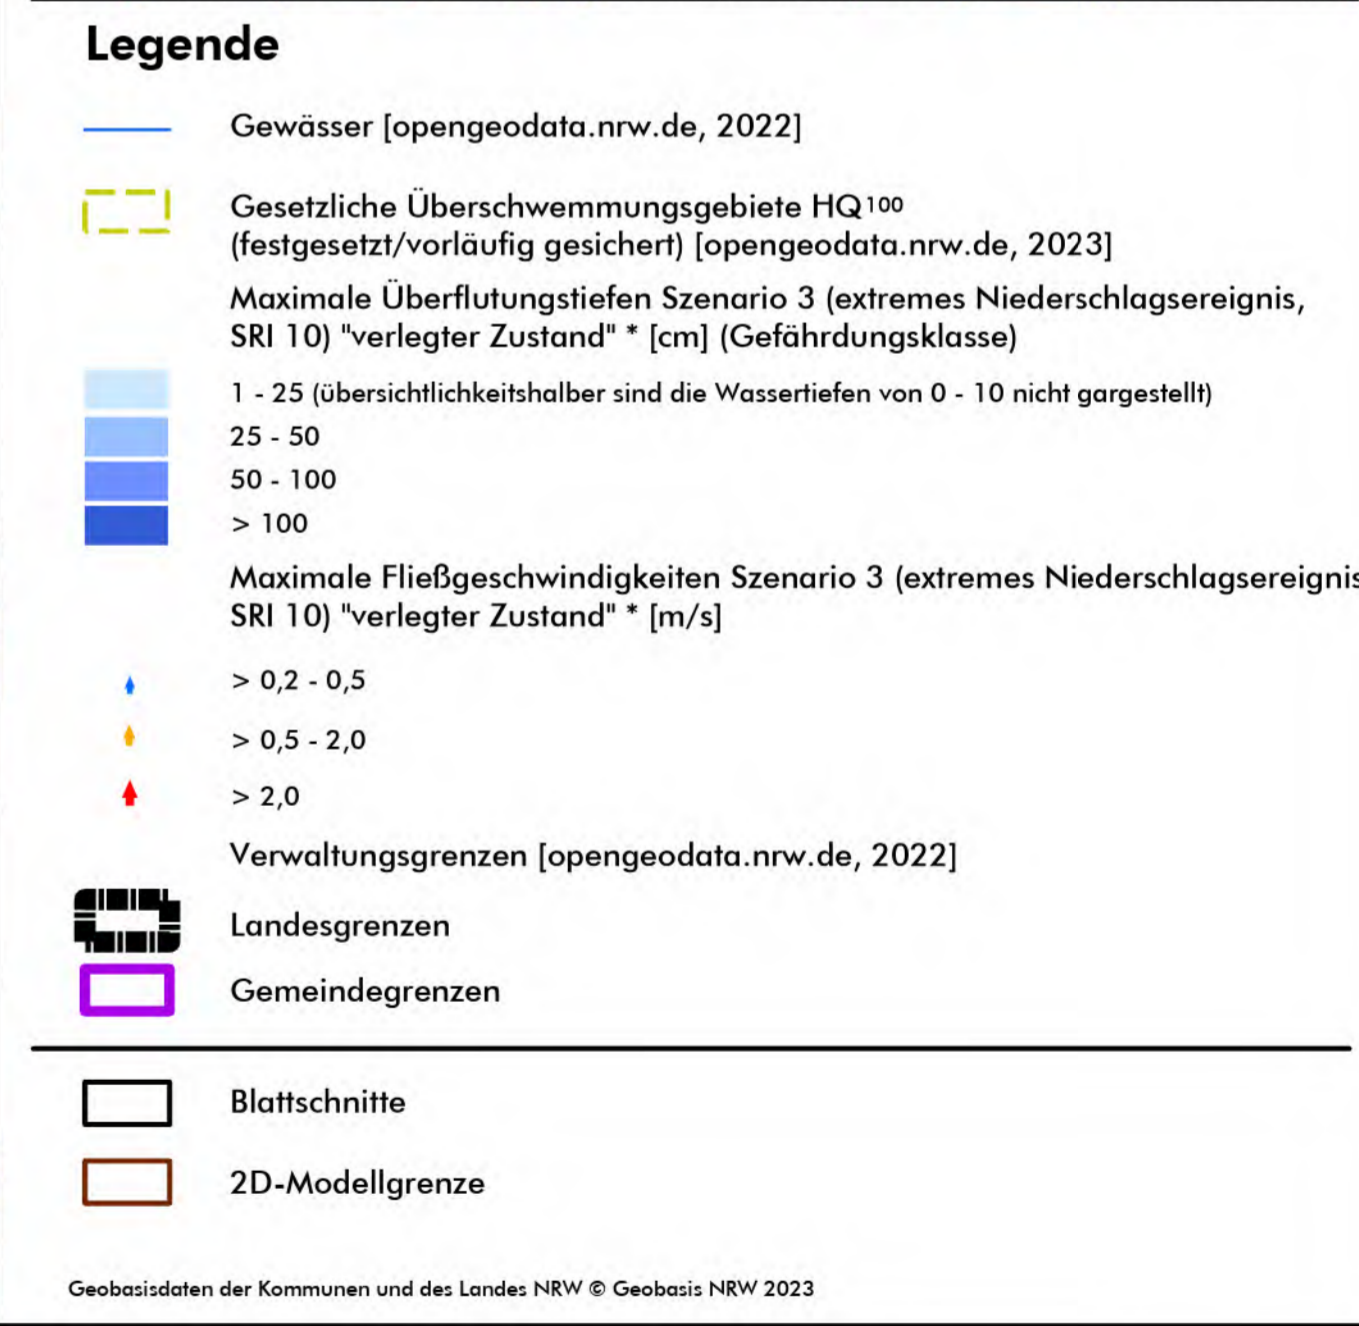 Legende
Gewässer [opengeodata.nrw.de, 2022]
Gesetzliche Überschwemmungsgebiete HQ100
(festgesetzt/vorläufig gesichert) [opengeodata.nrw.de, 2023]
Maximale Überflutungstiefen Szenario 3 (extremes Niederschlagsereignis,
SRI 10) "verlegter Zustand" * [cm] (Gefährdungsklasse)
1 - 25 (übersichtlichkeitshalber sind die Wassertiefen von 0 - 10 nicht gargestellt)
25 - 50
50 - 100
> 100
Maximale Fließgeschwindigkeiten Szenario 3 (extremes Niederschlagsereignis
SRI 10) "verlegter Zustand" * [m/s]
> 0,2 - 0,5
> 0,5 - 2,0
> 2,0
Verwaltungsgrenzen [opengeodata.nrw.de, 2022]
Landesgrenzen
Gemeindegrenzen
Blattschnitte
2D-Modellgrenze
Geobasisdaten der Kommunen und des Landes NRW © Geobasis NRW 2023